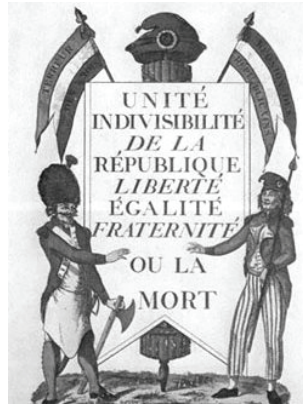 UNITÉ
INDIVISIBILITÉ
DE LA
RÉPUBLIQUE
LIBERTÉ
ÉGALITÉ
FRATERNITÉ
OU LA
MORT